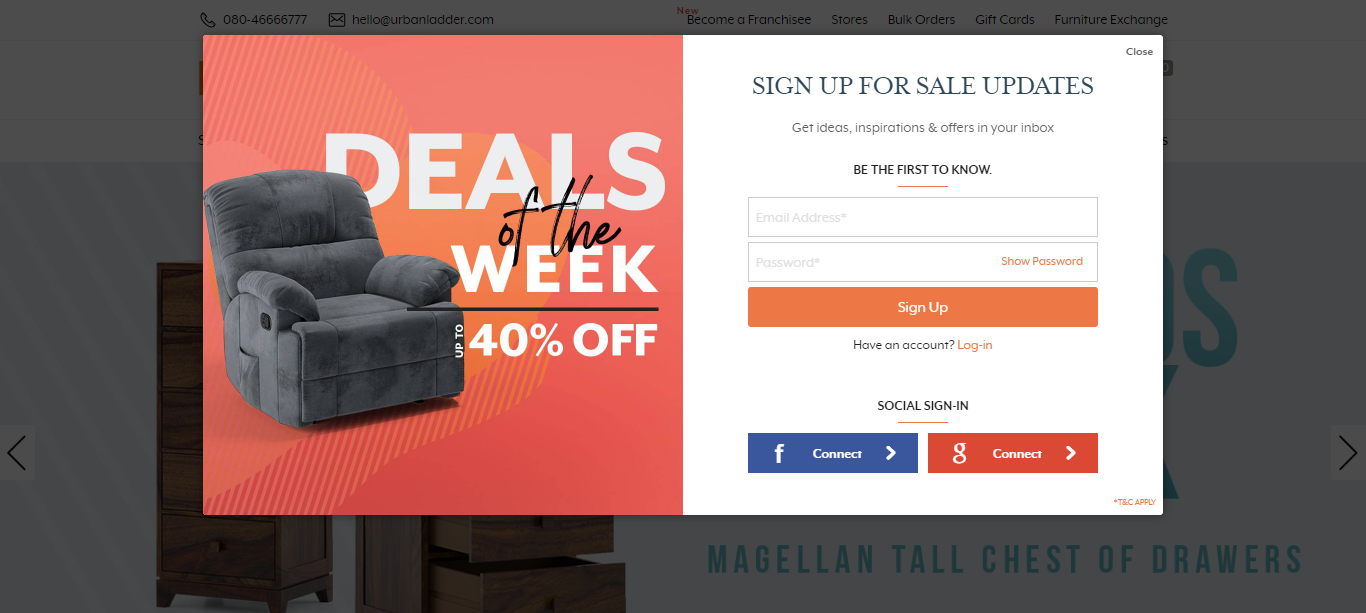 080-46666777
hello@urbanladder.com
New
Become a Franchisee
Stores
Bulk Orders
Gift Cards
Furniture Exchange
Close
DEALS
of the
WEEK
UP TO
40% OFF
SIGN UP FOR SALE UPDATES
Get ideas, inspirations & offers in your inbox
BE THE FIRST TO KNOW.
Email Address*
Password*
Show Password
Sign Up
Have an account? Log-in
SOCIAL SIGN-IN
f Connect
g Connect
*T&C APPLY
MAGELLAN TALL CHEST OF DRAWERS